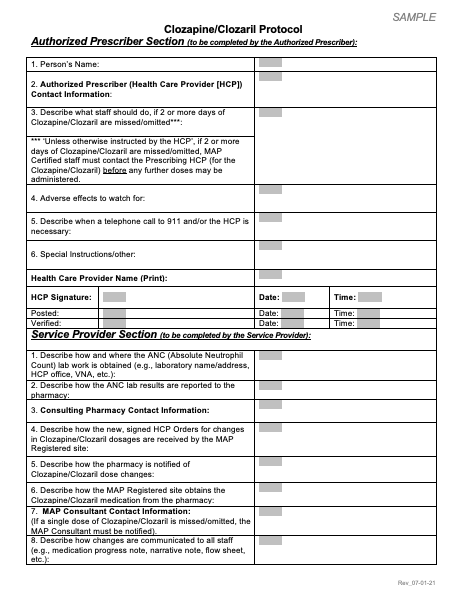 SAMPLE
Clozapine/Clozaril Protocol
Authorized Prescriber Section (to be completed by the Authorized Prescriber):
1. Person's Name:
2. Authorized Prescriber (Health Care Provider [HCP])
Contact Information:
3. Describe what staff should do, if 2 or more days of
Clozapine/Clozaril are missed/omitted***:
*** 'Unless otherwise instructed by the HCP', if 2 or more
days of Clozapine/Clozaril are missed/omitted, MAP
Certified staff must contact the Prescribing HCP (for the
Clozapine/Clozaril) before any further doses may be
administered.
4. Adverse effects to watch for:
5. Describe when a telephone call to 911 and/or the HCP is
necessary:
6. Special Instructions/other:
Health Care Provider Name (Print):
HCP Signature: Date: Time:
Posted: Date: Time:
Verified: Date: Time:
Service Provider Section (to be completed by the Service Provider):
1. Describe how and where the ANC (Absolute Neutrophil
Count) lab work is obtained (e.g., laboratory name/address,
HCP office, VNA, etc.):
2. Describe how the ANC lab results are reported to the
pharmacy:
3. Consulting Pharmacy Contact Information:
4. Describe how the new, signed HCP Orders for changes
in Clozapine/Clozaril dosages are received by the MAP
Registered site:
5. Describe how the pharmacy is notified of
Clozapine/Clozaril dose changes:
6. Describe how the MAP Registered site obtains the
Clozapine/Clozaril medication from the pharmacy:
7. MAP Consultant Contact Information:
(If a single dose of Clozapine/Clozaril is missed/omitted, the
MAP Consultant must be notified).
8. Describe how changes are communicated to all staff
(e.g., medication progress note, narrative note, flow sheet,
etc.):
Rev_07-01-21